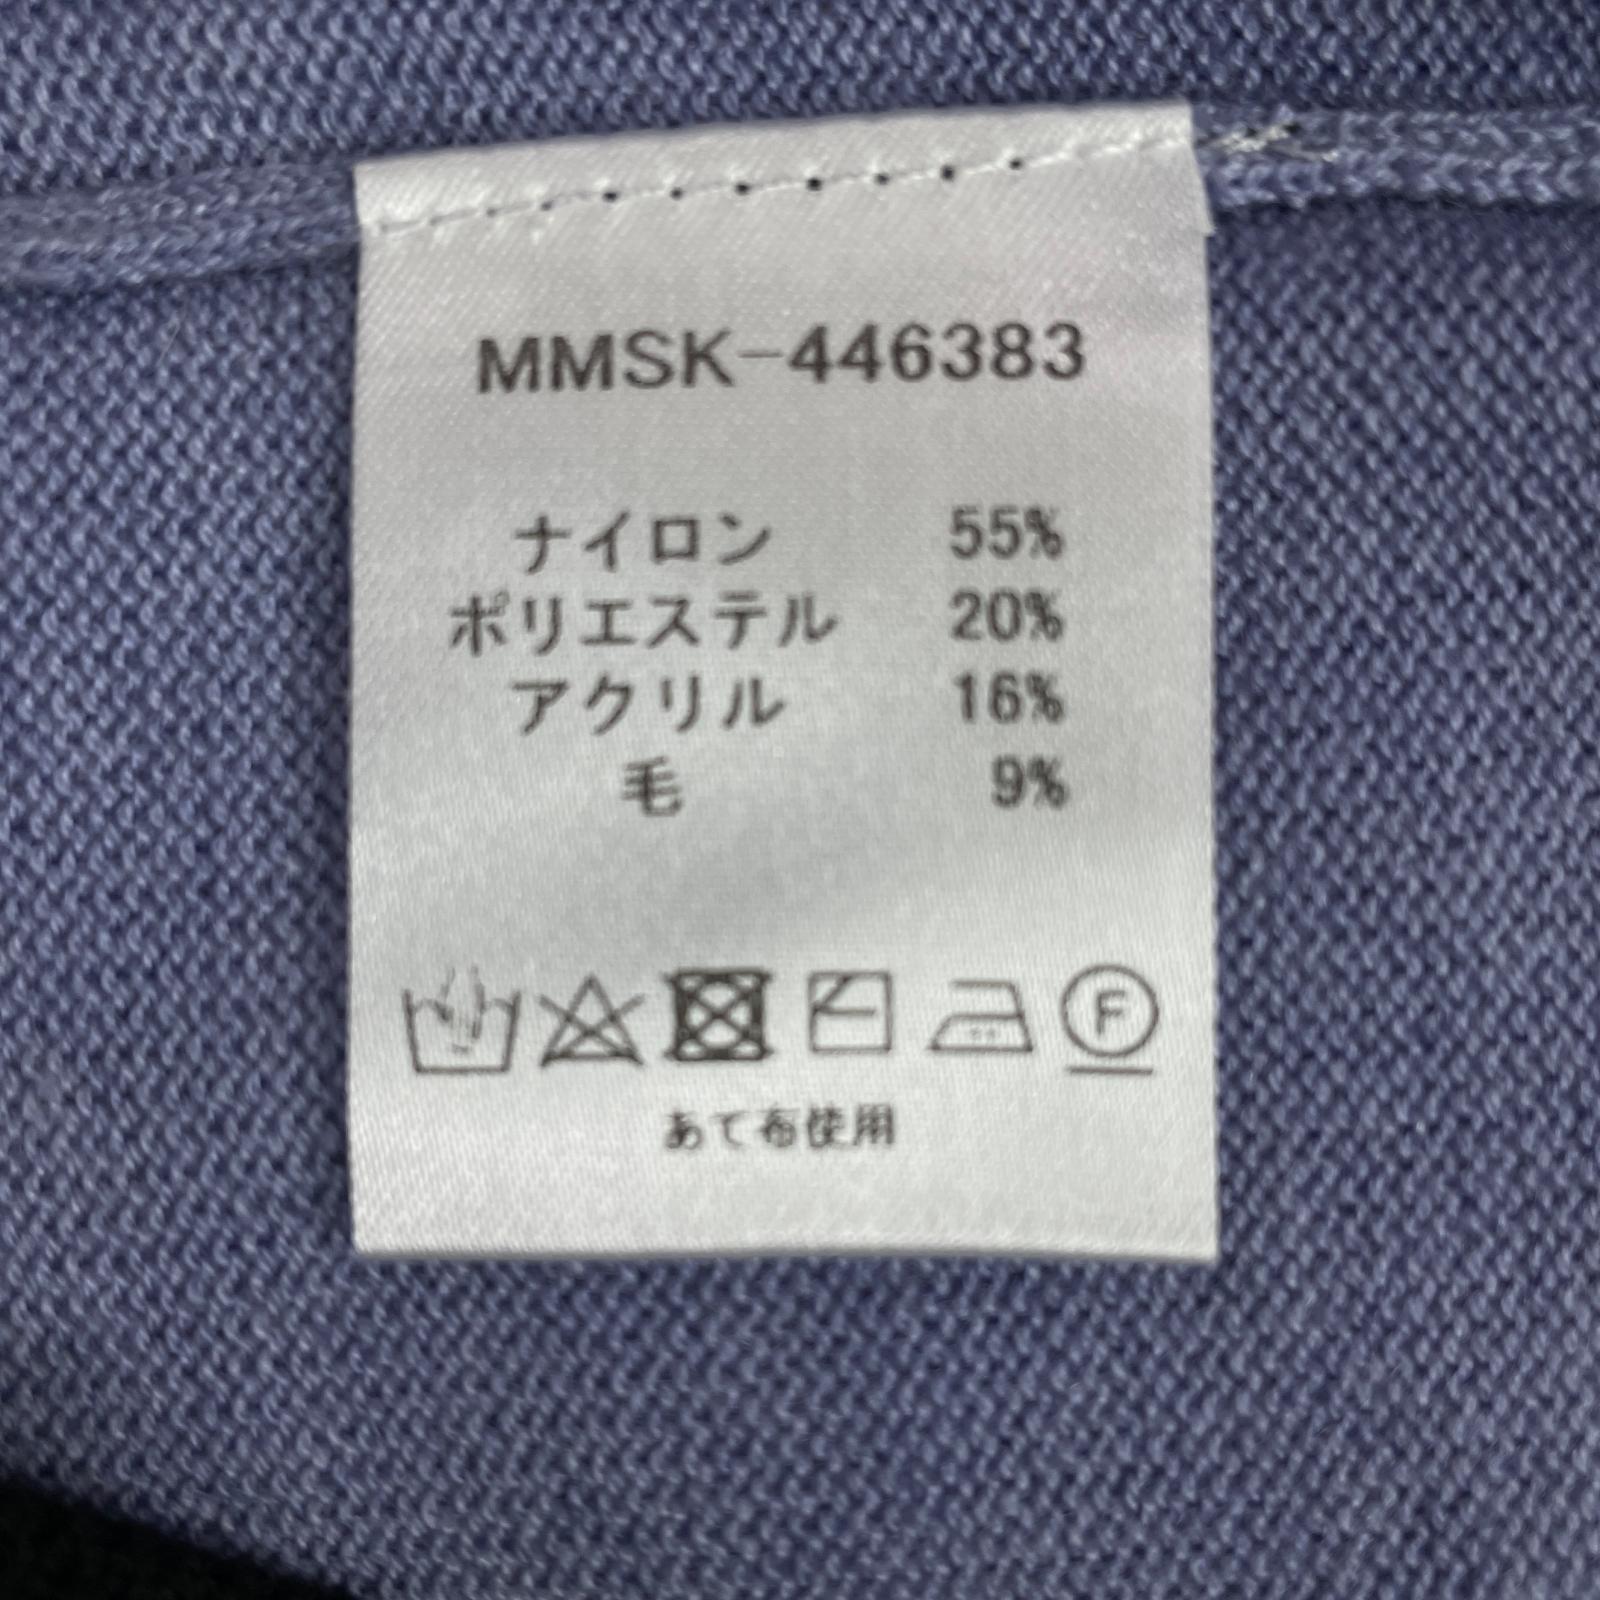 MMSK-446383
ナイロン 55%
ポリエステル 20%
アクリル 16%
毛 9%
F
あて布使用